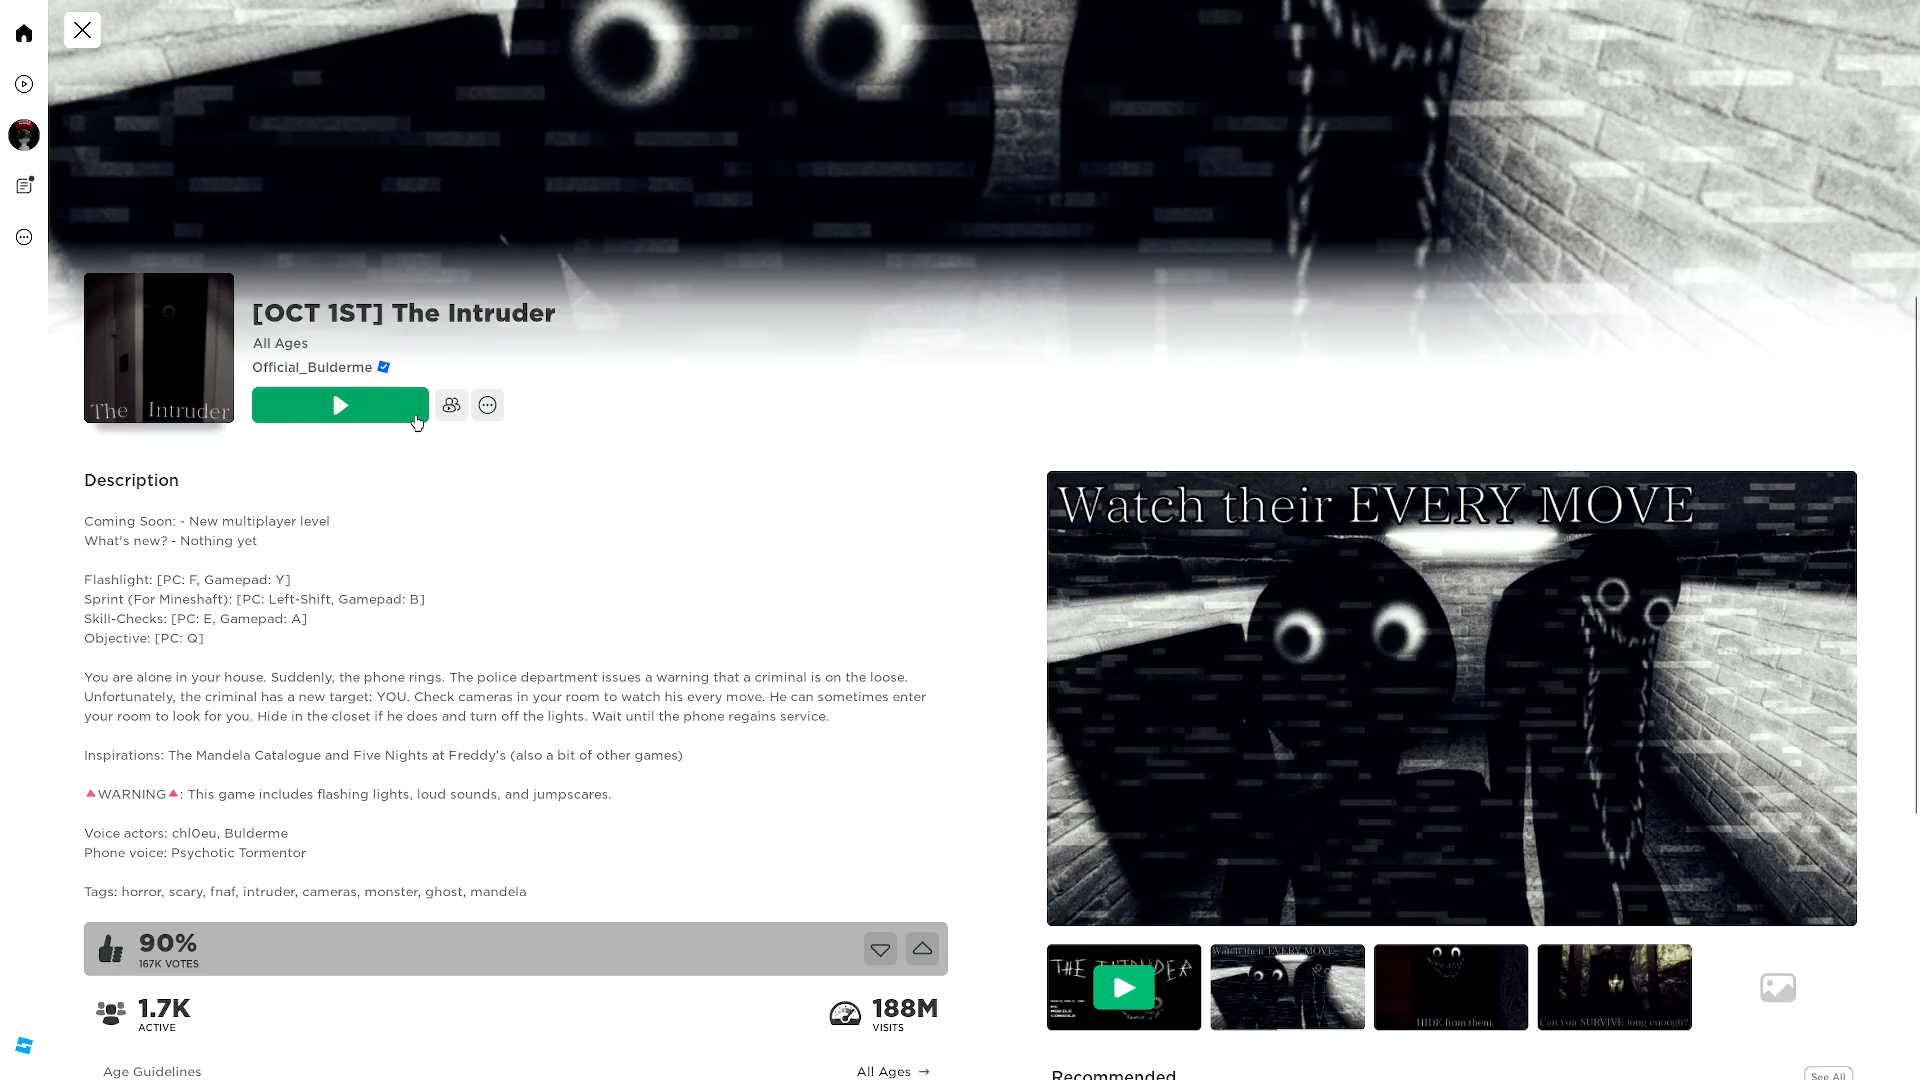 [OCT 1ST] The Intruder
All Ages
Official_Bulderme
The Intruder
Description
Coming Soon: - New multiplayer level
What's new? - Nothing yet
Flashlight: [PC: F, Gamepad: Y]
Sprint (For Mineshaft): [PC: Left-Shift, Gamepad: B]
Skill-Checks: [PC: E, Gamepad: A]
Objective: [PC: Q]
You are alone in your house. Suddenly, the phone rings. The police department issues a warning that a criminal is on the loose.
Unfortunately, the criminal has a new target: YOU. Check cameras in your room to watch his every move. He can sometimes enter
your room to look for you. Hide in the closet if he does and turn off the lights. Wait until the phone regains service.
Inspirations: The Mandela Catalogue and Five Nights at Freddy's (also a bit of other games)
🔺WARNING🔺: This game includes flashing lights, loud sounds, and jumpscares.
Voice actors: chl0eu, Bulderme
Phone voice: Psychotic Tormentor
Tags: horror, scary, fnaf, intruder, cameras, monster, ghost, mandela
90%
167K VOTES
1.7K
ACTIVE
188M
VISITS
Age Guidelines
All Ages →
Watch their EVERY MOVE
THE INTRUDER
MOBILE
CONSOLE
Watch their EVERY MOVE
HIDE from them.
Can you SURVIVE long enough?
Recommended
See All